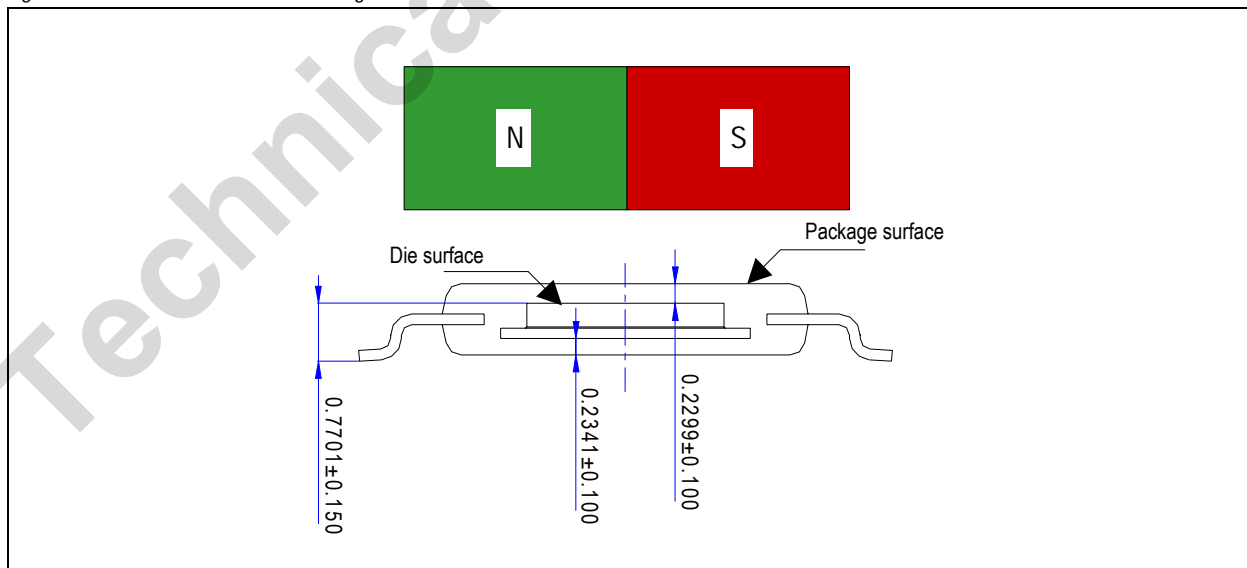 Technica
N S
Package surface
Die surface
0.7701±0.150
0.2341±0.100
0.2299±0.100